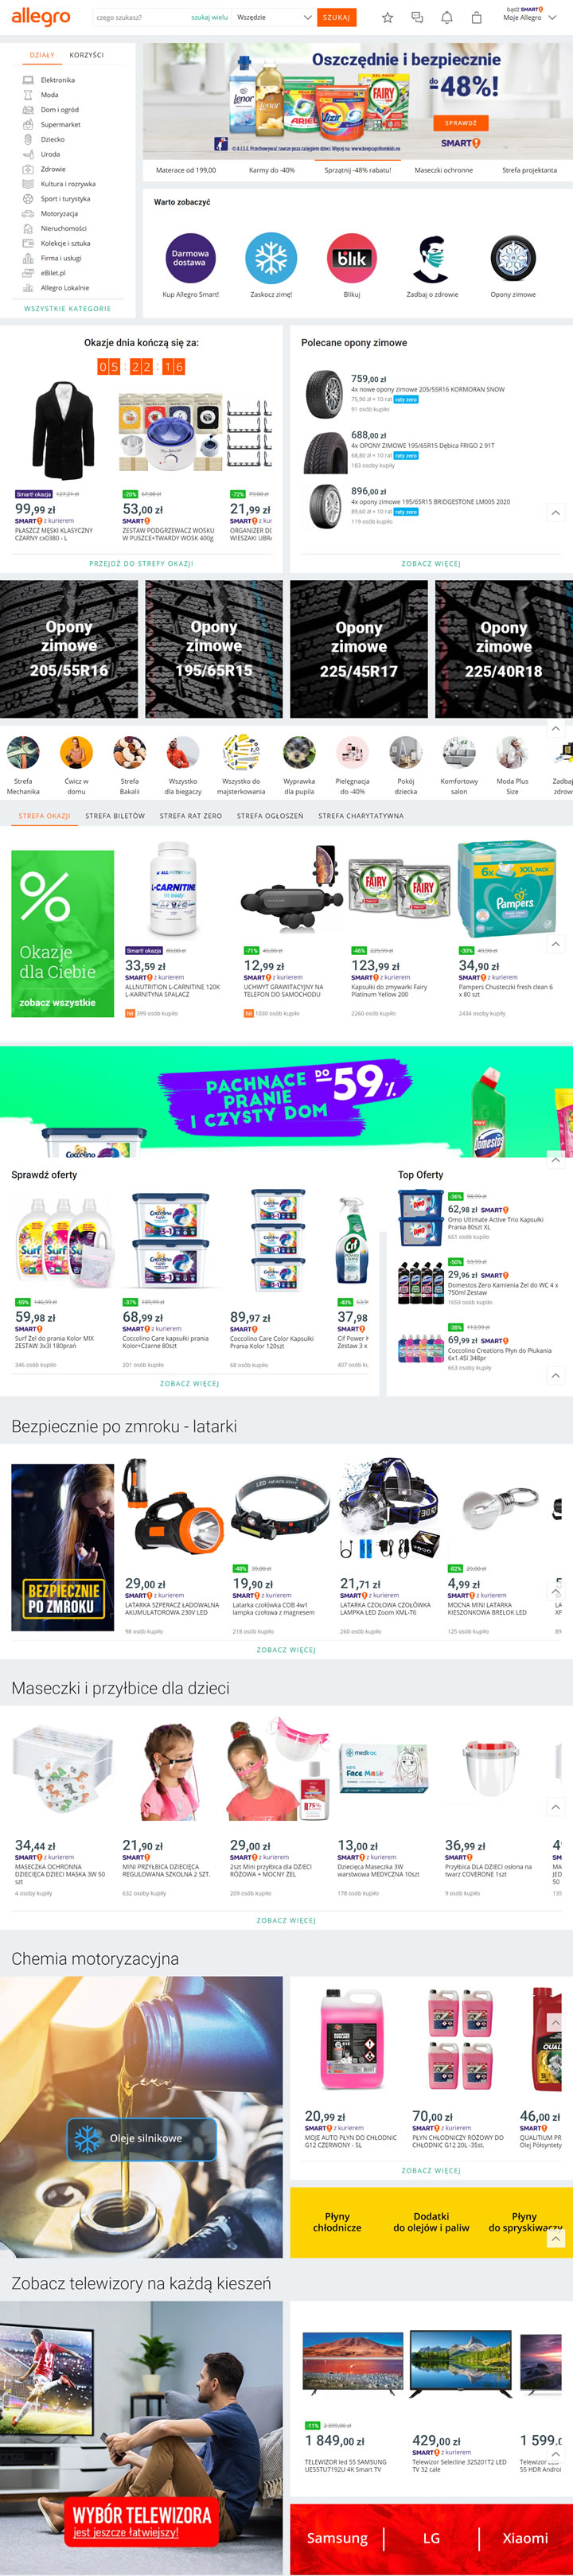 allegro
czego szukasz?
szukaj wielu
Wszędzie
SZUKAJ
bądź SMART!
Moje Allegro
DZIAŁY
KORZYŚCI
Elektronika
Moda
Dom i ogród
Supermarket
Dziecko
Uroda
Zdrowie
Kultura i rozrywka
Sport i turystyka
Motoryzacja
Nieruchomości
Kolekcje i sztuka
Firma i usługi
eBilet.pl
Allegro Lokalnie
WSZYSTKIE KATEGORIE
Oszczędnie i bezpiecznie
do -48%!
SPRAWDŹ
SMART!
Lenor
Lenor
ARIEL
Vizir
FAIRY
Materace od 199,00
Karmy do -40%
Sprzątnij -48% rabatu!
Maseczki ochronne
Strefa projektanta
Warto zobaczyć
Darmowa
dostawa
blik
Kup Allegro Smart!
Zaskocz zimę!
Blikuj
Zadbaj o zdrowie
Opony zimowe
Okazje dnia kończą się za:
05 : 22 : 16
Smart! okazja 127,21 zł
99,99 zł
SMART! z kurierem
PŁASZCZ MĘSKI KLASYCZNY
CZARNY cx0380 - L
-20% 67,00 zł
53,00 zł
SMART!
ZESTAW PODGRZEWACZ WOSKU
W PUSZCE+TWARDY WOSK 400g
-72% 79,00 zł
21,99 zł
SMART! z kur
ORGANIZER DO
WIESZAKI UBRA
PRZEJDŹ DO STREFY OKAZJI
Polecane opony zimowe
759,00 zł
4x nowe opony zimowe 205/55R16 KORMORAN SNOW
75,90 zł × 10 rat raty zero
91 osób kupiło
688,00 zł
4x OPONY ZIMOWE 195/65R15 Dębica FRIGO 2 91T
68,80 zł × 10 rat raty zero
183 osoby kupiły
896,00 zł
4x opony zimowe 195/65R15 BRIDGESTONE LM005 2020
89,60 zł × 10 rat raty zero
119 osób kupiło
ZOBACZ WIĘCEJ
Opony
zimowe
205/55R16
Opony
zimowe
195/65R15
Opony
zimowe
225/45R17
Opony
zimowe
225/40R18
Strefa
Mechanika
Ćwicz w
domu
Strefa
Bakalii
Wszystko
dla biegaczy
Wszystko do
majsterkowania
Wyprawka
dla pupila
Pielęgnacja
do -40%
Pokój
dziecka
Komfortowy
salon
Moda Plus
Size
Zadbaj
zdrow
STREFA OKAZJI
STREFA BILETÓW
STREFA RAT ZERO
STREFA OGŁOSZEŃ
STREFA CHARYTATYWNA
%
Okazje
dla Ciebie
zobacz wszystkie
L-CARNITINE
Smart! okazja 80,00 zł
33,59 zł
SMART! z kurierem
ALLNUTRITION L-CARNITINE 120K
L-KARNITYNA SPALACZ
hit 399 osób kupiło
-71% 45,00 zł
12,99 zł
SMART! z kurierem
UCHWYT GRAWITACYJNY NA
TELEFON DO SAMOCHODU
hit 1030 osób kupiło
FAIRY
FAIRY
-46% 229,99 zł
123,99 zł
SMART! z kurierem
Kapsułki do zmywarki Fairy
Platinum Yellow 200
2260 osób kupiło
6x
XXL PACK
Pampers
-30% 49,90 zł
34,90 zł
SMART! z kurierem
Pampers Chusteczki fresh clean 6
x 80 szt
2434 osoby kupiły
PACHNĄCE
PRANIE
I CZYSTY DOM
DO -59%
Coccolino
Domestos
Sprawdź oferty
Surf
Surf
-59% 146,99 zł
59,98 zł
SMART!
Surf Żel do prania Kolor MIX
ZESTAW 3x3l 180prań
346 osób kupiło
-37% 109,99 zł
68,99 zł
SMART! z kurierem
Coccolino Care kapsułki prania
Kolor+Czarne 80szt
201 osób kupiło
89,97 zł
SMART! z kurierem
Coccolino Care Color Kapsułki
Prania Kolor 120szt
68 osób kupiło
Cif
-40% 63,9
37,98
SMART!
Cif Power &
Zestaw 3 x
407 osób ku
ZOBACZ WIĘCEJ
Top Oferty
-36% 98,99 zł
62,98 zł SMART!
Omo Ultimate Active Trio Kapsułki
Prania 80szt XL
661 osób kupiło
-50% 59,99 zł
29,96 zł SMART!
Domestos Zero Kamienia Żel do WC 4 x
750ml Zestaw
1659 osób kupiło
-38% 113,99 zł
69,99 zł SMART!
Coccolino Creations Płyn do Płukania
6x1.45l 348pr
663 osoby kupiły
Bezpiecznie po zmroku - latarki
BEZPIECZNIE
PO ZMROKU
29,00 zł
SMART! z kurierem
LATARKA SZPERACZ ŁADOWALNA
AKUMULATOROWA 230V LED
98 osób kupiło
LED HEADLIGHT
-48% 39,00 zł
19,90 zł
SMART! z kurierem
Latarka czołówka COB 4w1
lampka czołowa z magnesem
218 osób kupiło
21,71 zł
SMART! z kurierem
LATARKA CZOŁOWA CZOŁÓWKA
LAMPKA LED Zoom XML-T6
260 osób kupiło
-82% 29,00 zł
4,99 zł
SMART! z kurierem
MOCNA MINI LATARKA
KIESZONKOWA BRELOK LED
125 osób kupiło
ZOBACZ WIĘCEJ
Maseczki i przyłbice dla dzieci
34,44 zł
SMART! z kurierem
MASECZKA OCHRONNA
DZIECIĘCA DZIECI MASKA 3W 50
szt
4 osoby kupiły
21,90 zł
SMART! z kurierem
MINI PRZYŁBICA DZIECIĘCA
REGULOWANA SZKOLNA 2 SZT.
632 osoby kupiły
75%
29,00 zł
SMART! z kurierem
2szt Mini przyłbica dla DZIECI
RÓŻOWA + MOCNY ŻEL
209 osób kupiło
medirac
Face Mask
13,00 zł
SMART! z kurierem
Dziecięca Maseczka 3W
warstwowa MEDYCZNA 10szt
178 osób kupiło
36,99 zł
SMART!
Przyłbica DLA DZIECI osłona na
twarz COVERONE 1szt
9 osób kupiło
ZOBACZ WIĘCEJ
Chemia motoryzacyjna
Oleje silnikowe
20,99 zł
SMART! z kurierem
MOJE AUTO PŁYN DO CHŁODNIC
G12 CZERWONY - 5L
70,00 zł
SMART! z kurierem
PŁYN CHŁODNICZY RÓŻOWY DO
CHŁODNIC G12 20L -35st.
46,00 zł
SMART!
QUALITIUM PR
Olej Półsyntety
ZOBACZ WIĘCEJ
Płyny
chłodnicze
Dodatki
do olejów i paliw
Płyny
do spryskiwaczy
Zobacz telewizory na każdą kieszeń
WYBÓR TELEWIZORA
jest jeszcze łatwiejszy!
-11% 2 099,00 zł
1 849,00 zł
TELEWIZOR led 55 SAMSUNG
UE55TU7192U 4K Smart TV
429,00 zł
SMART! z kurierem
Telewizor Selecline 32S201T2 LED
TV 32 cale
1 599,0
Telewizor
55 HDR Androi
Samsung
LG
Xiaomi